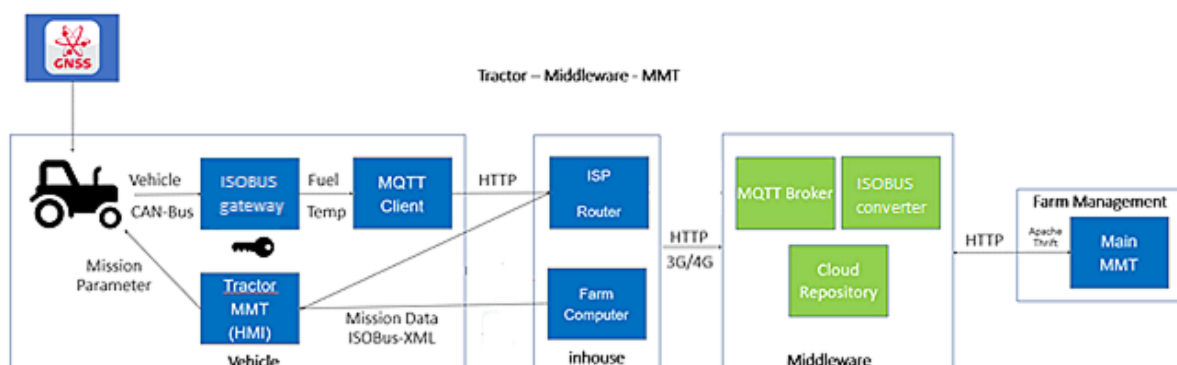 GNSS
Tractor – Middleware - MMT
Vehicle
CAN-Bus
ISOBUS
gateway
Fuel
Temp
MQTT
Client
HTTP
ISP
Router
MQTT Broker
ISOBUS
converter
Cloud
Repository
HTTP
3G/4G
HTTP
Farm Management
Apache
Thrift
Main
MMT
Mission
Parameter
Tractor
MMT
(HMI)
Mission Data
ISOBus-XML
Farm
Computer
Vehicle
inhouse
Middleware